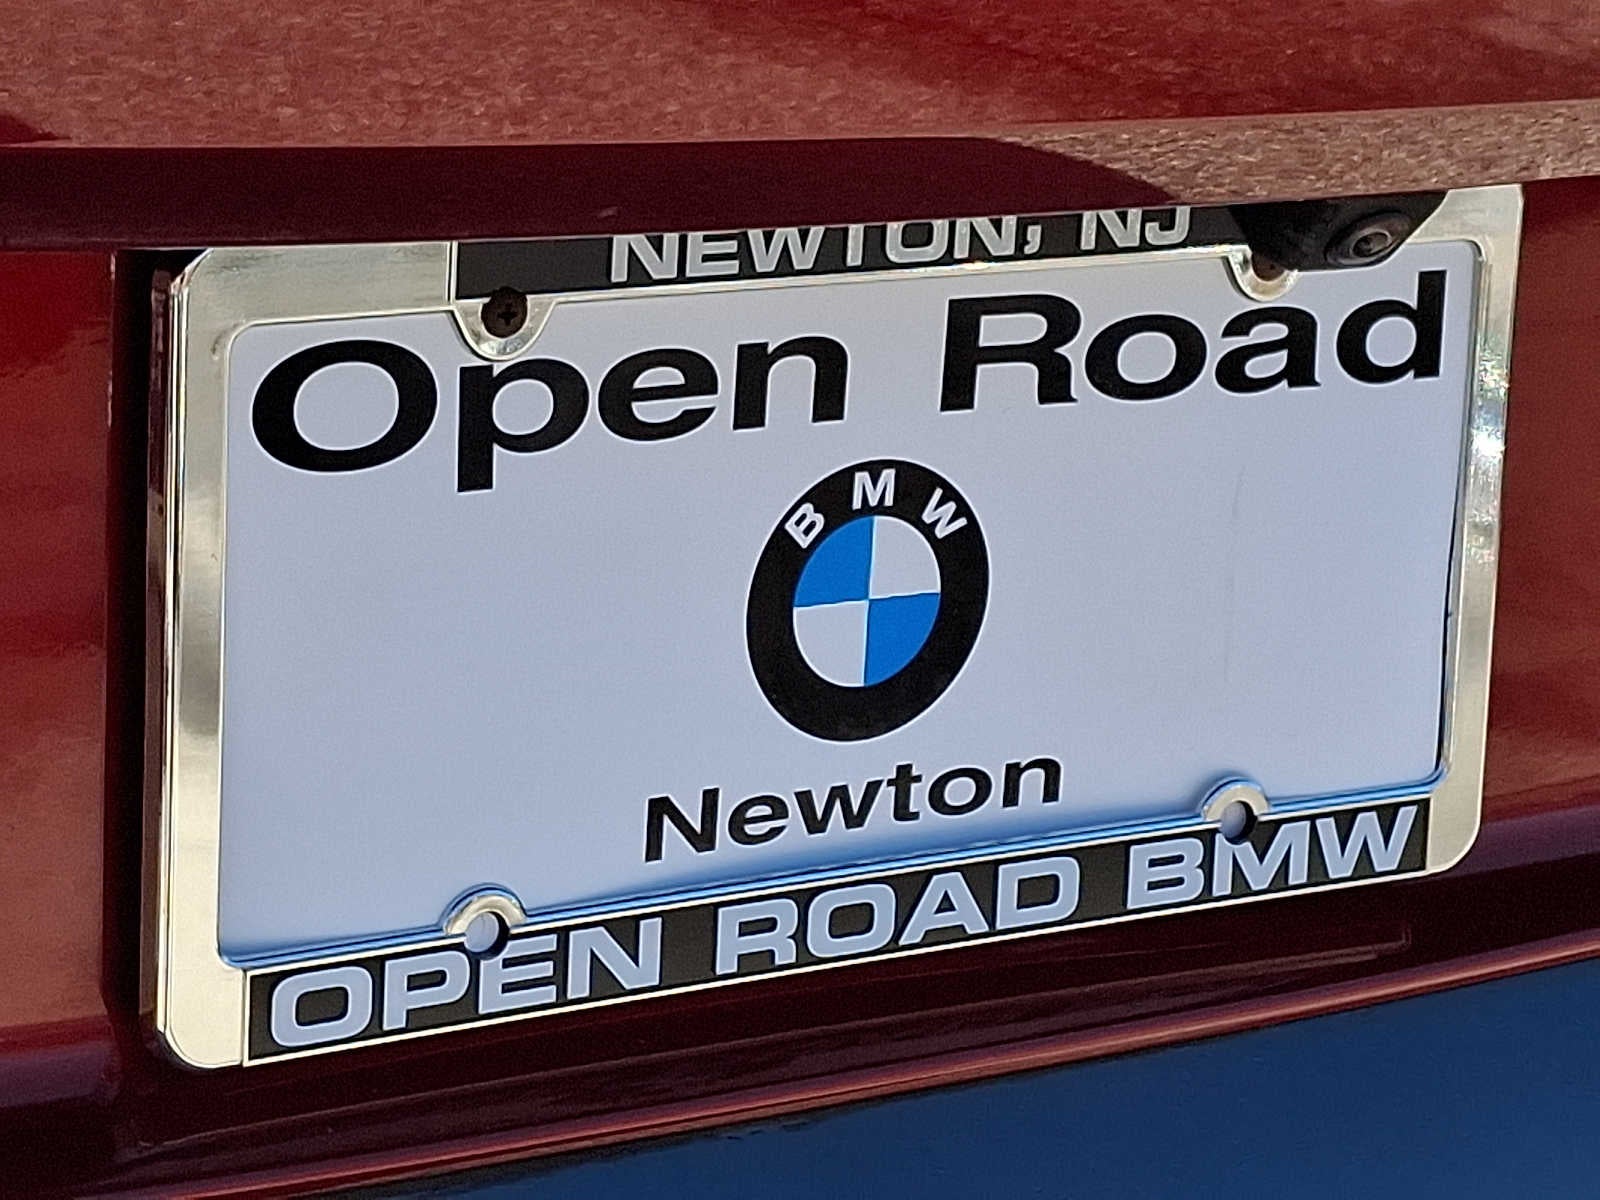 NEWTON, NJ
Open Road
BMW
Newton
OPEN ROAD BMW